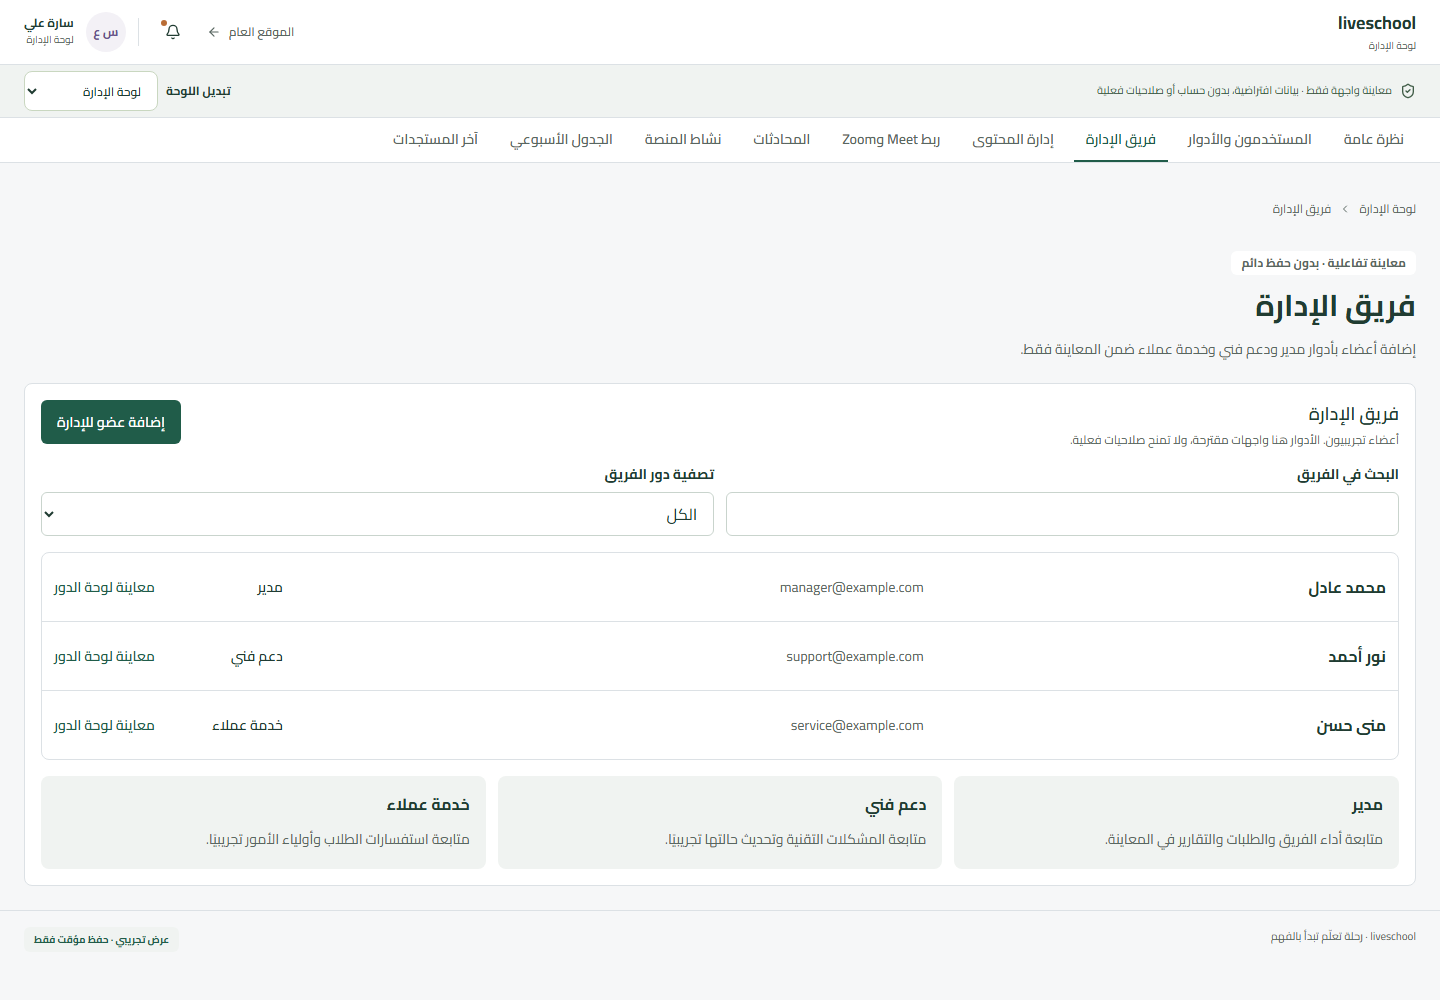 liveschool
لوحة الإدارة
الموقع العام
س ع
سارة علي
لوحة الإدارة
معاينة واجهة فقط · بيانات افتراضية، بدون حساب أو صلاحيات فعلية
تبديل اللوحة
لوحة الإدارة
نظرة عامة
المستخدمون والأدوار
فريق الإدارة
إدارة المحتوى
ربط Zoom و Meet
المحادثات
نشاط المنصة
الجدول الأسبوعي
آخر المستجدات
لوحة الإدارة
فريق الإدارة
معاينة تفاعلية · بدون حفظ دائم
فريق الإدارة
إضافة أعضاء بأدوار مدير ودعم فني وخدمة عملاء ضمن المعاينة فقط.
فريق الإدارة
أعضاء تجريبيون. الأدوار هنا واجهات مقترحة، ولا تمنح صلاحيات فعلية.
إضافة عضو للإدارة
البحث في الفريق
تصفية دور الفريق
الكل
محمد عادل
manager@example.com
مدير
معاينة لوحة الدور
نور أحمد
support@example.com
دعم فني
معاينة لوحة الدور
منى حسن
service@example.com
خدمة عملاء
معاينة لوحة الدور
مدير
متابعة أداء الفريق والطلبات والتقارير في المعاينة.
دعم فني
متابعة المشكلات التقنية وتحديث حالتها تجريبيًا.
خدمة عملاء
متابعة استفسارات الطلاب وأولياء الأمور تجريبيًا.
liveschool · رحلة تعلّم تبدأ بالفهم
عرض تجريبي · حفظ مؤقت فقط